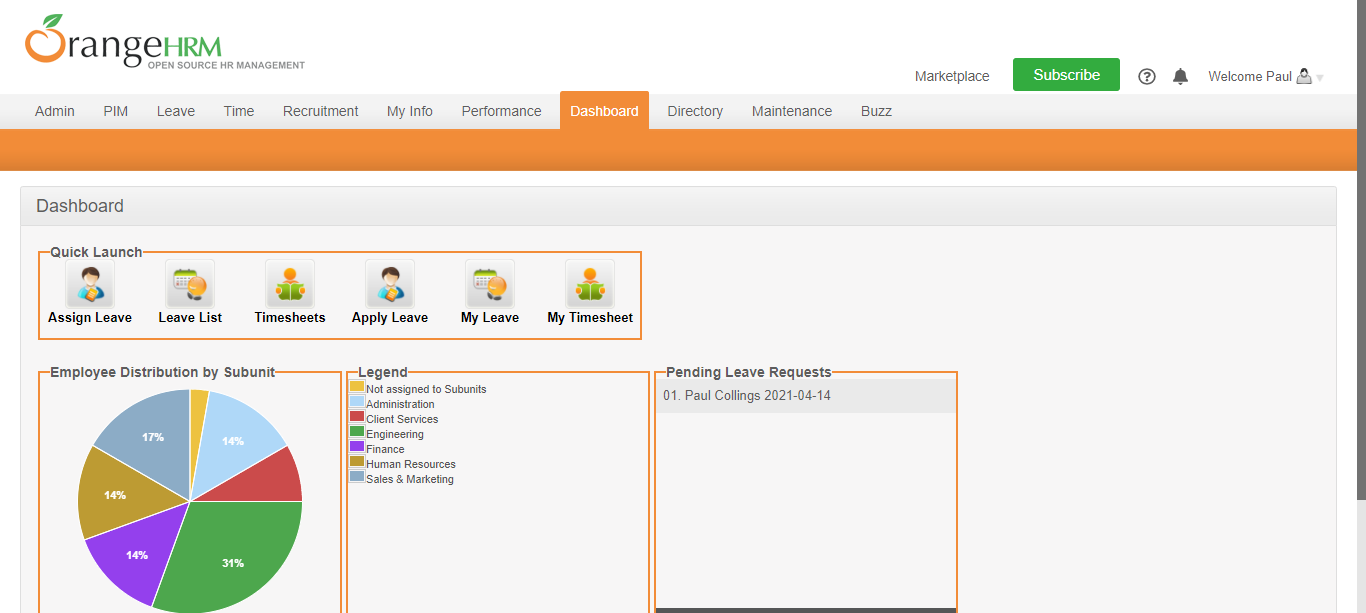 OrangeHRM
OPEN SOURCE HR MANAGEMENT
Marketplace
Subscribe
Welcome Paul
Admin PIM Leave Time Recruitment My Info Performance Dashboard Directory Maintenance Buzz
Dashboard
Quick Launch
Assign Leave Leave List Timesheets Apply Leave My Leave My Timesheet
Employee Distribution by Subunit
17%
14%
14%
14%
31%
Legend
Not assigned to Subunits
Administration
Client Services
Engineering
Finance
Human Resources
Sales & Marketing
Pending Leave Requests
01. Paul Collings 2021-04-14